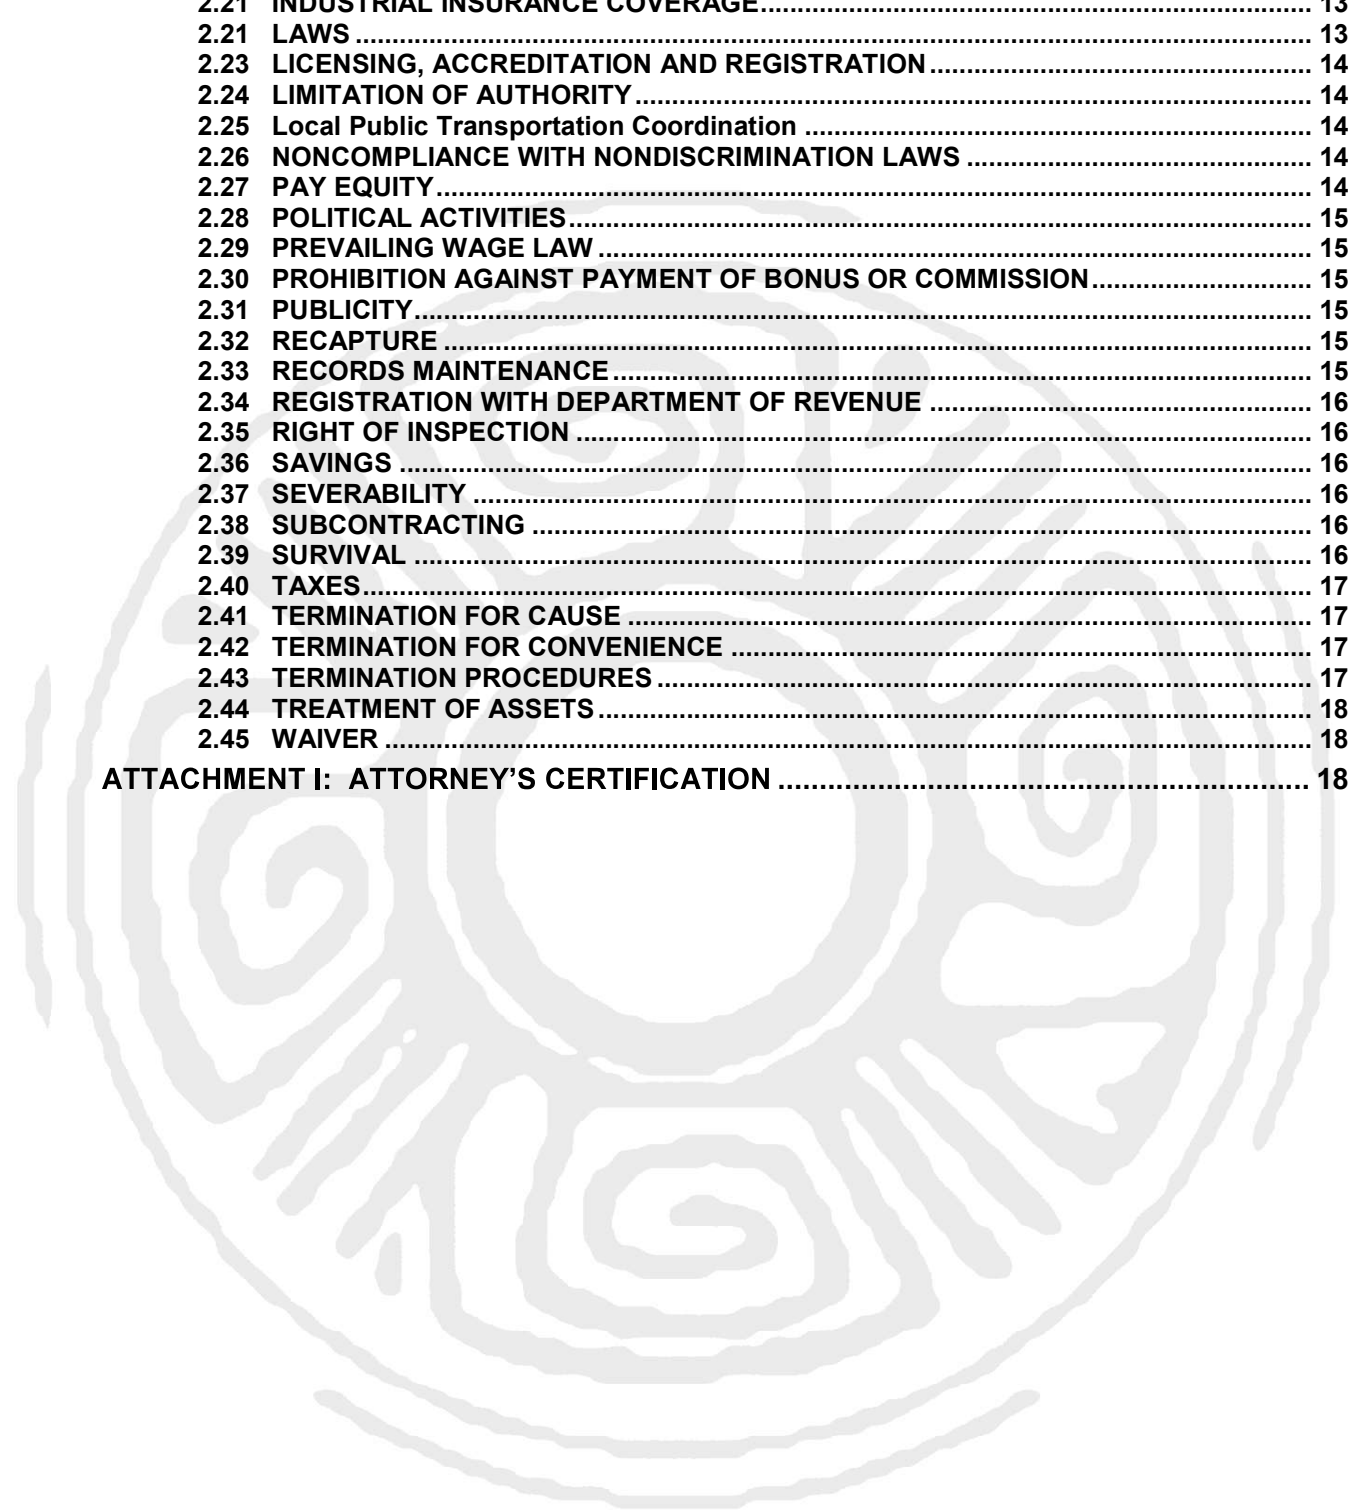 2.21 INDUSTRIAL INSURANCE COVERAGE 13
2.21 LAWS 13
2.23 LICENSING, ACCREDITATION AND REGISTRATION 14
2.24 LIMITATION OF AUTHORITY 14
2.25 Local Public Transportation Coordination 14
2.26 NONCOMPLIANCE WITH NONDISCRIMINATION LAWS 14
2.27 PAY EQUITY 14
2.28 POLITICAL ACTIVITIES 15
2.29 PREVAILING WAGE LAW 15
2.30 PROHIBITION AGAINST PAYMENT OF BONUS OR COMMISSION 15
2.31 PUBLICITY 15
2.32 RECAPTURE 15
2.33 RECORDS MAINTENANCE 15
2.34 REGISTRATION WITH DEPARTMENT OF REVENUE 16
2.35 RIGHT OF INSPECTION 16
2.36 SAVINGS 16
2.37 SEVERABILITY 16
2.38 SUBCONTRACTING 16
2.39 SURVIVAL 16
2.40 TAXES 17
2.41 TERMINATION FOR CAUSE 17
2.42 TERMINATION FOR CONVENIENCE 17
2.43 TERMINATION PROCEDURES 17
2.44 TREATMENT OF ASSETS 18
2.45 WAIVER 18
ATTACHMENT I: ATTORNEY’S CERTIFICATION 18